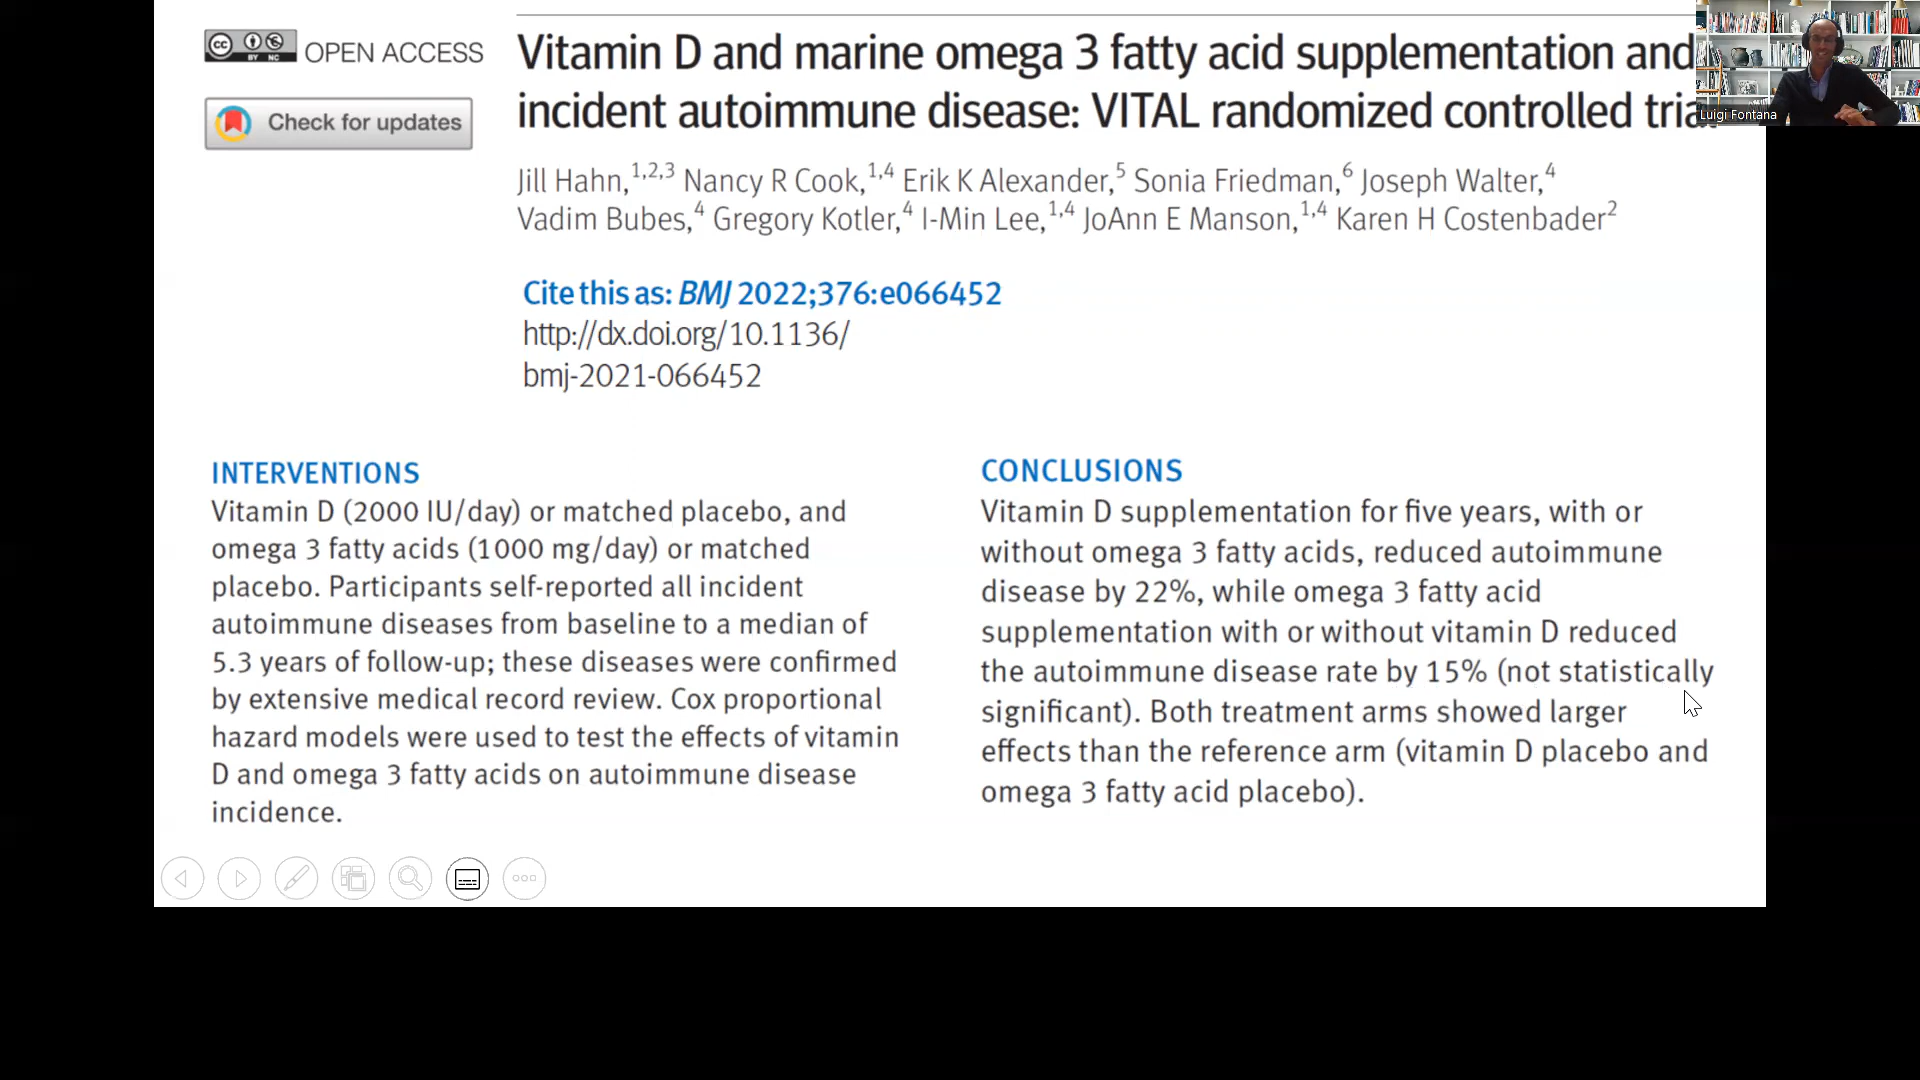 cc BY NC OPEN ACCESS
Check for updates
Vitamin D and marine omega 3 fatty acid supplementation and
incident autoimmune disease: VITAL randomized controlled tria
Luigi Fontana
Jill Hahn,1,2,3 Nancy R Cook,1,4 Erik K Alexander,5 Sonia Friedman,6 Joseph Walter,4
Vadim Bubes,4 Gregory Kotler,4 I-Min Lee,1,4 JoAnn E Manson,1,4 Karen H Costenbader2
Cite this as: BMJ 2022;376:e066452
http://dx.doi.org/10.1136/
bmj-2021-066452
INTERVENTIONS
Vitamin D (2000 IU/day) or matched placebo, and
omega 3 fatty acids (1000 mg/day) or matched
placebo. Participants self-reported all incident
autoimmune diseases from baseline to a median of
5.3 years of follow-up; these diseases were confirmed
by extensive medical record review. Cox proportional
hazard models were used to test the effects of vitamin
D and omega 3 fatty acids on autoimmune disease
incidence.
CONCLUSIONS
Vitamin D supplementation for five years, with or
without omega 3 fatty acids, reduced autoimmune
disease by 22%, while omega 3 fatty acid
supplementation with or without vitamin D reduced
the autoimmune disease rate by 15% (not statistically
significant). Both treatment arms showed larger
effects than the reference arm (vitamin D placebo and
omega 3 fatty acid placebo).